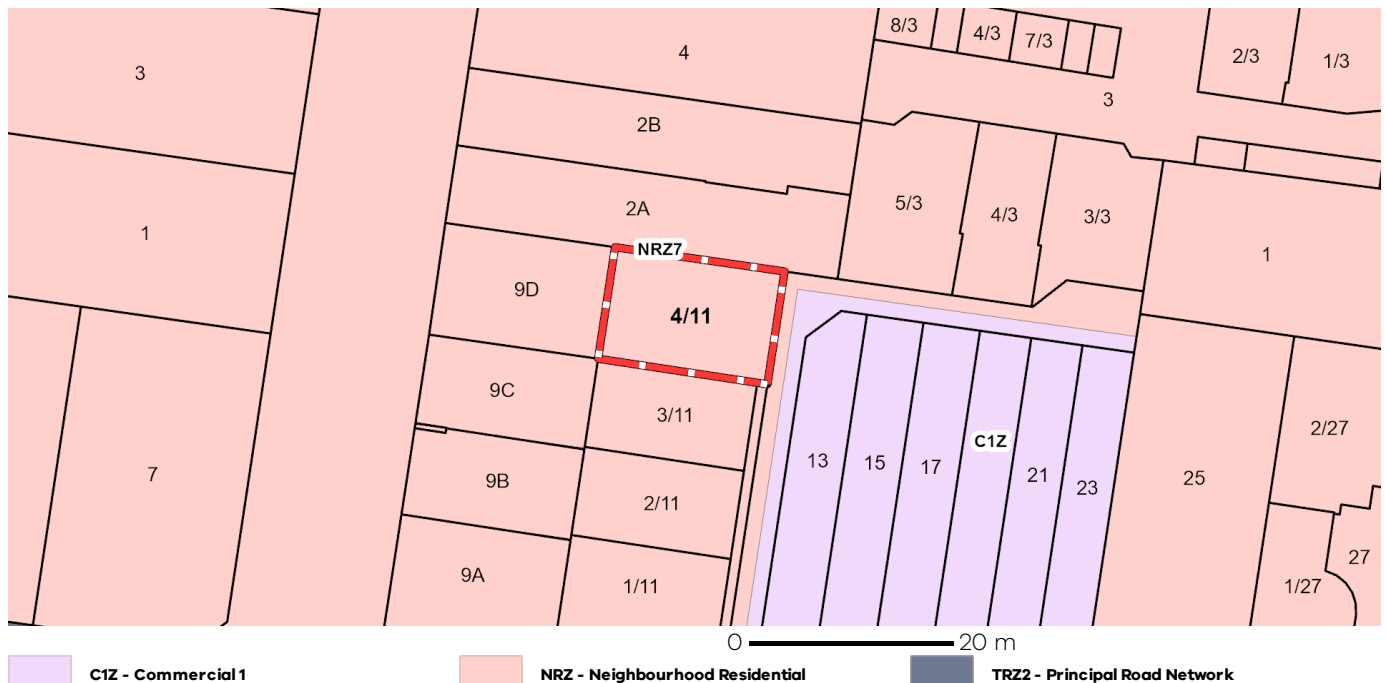 8/3
4/3
7/3
2/3
1/3
4
3
3
2B
2A
5/3
4/3
3/3
1
NRZ7
1
9D
4/11
9C
3/11
C1Z
2/27
13
15
17
21
23
25
7
9B
2/11
27
9A
1/11
1/27
0 20 m
C1Z - Commercial 1
NRZ - Neighbourhood Residential
TRZ2 - Principal Road Network